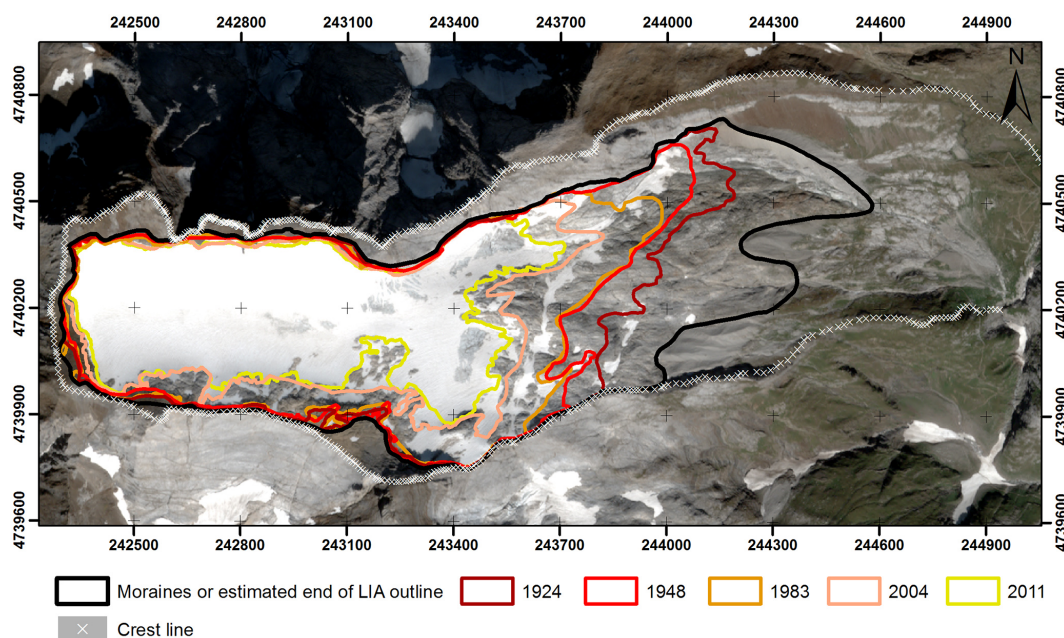 242500 242800 243100 243400 243700 244000 244300 244600 244900
N
4740800 4740800
4740500 4740500
4740200 4740200
4739900 4739900
4739600 4739600
242500 242800 243100 243400 243700 244000 244300 244600 244900
Moraines or estimated end of LIA outline 1924 1948 1983 2004 2011
Crest line